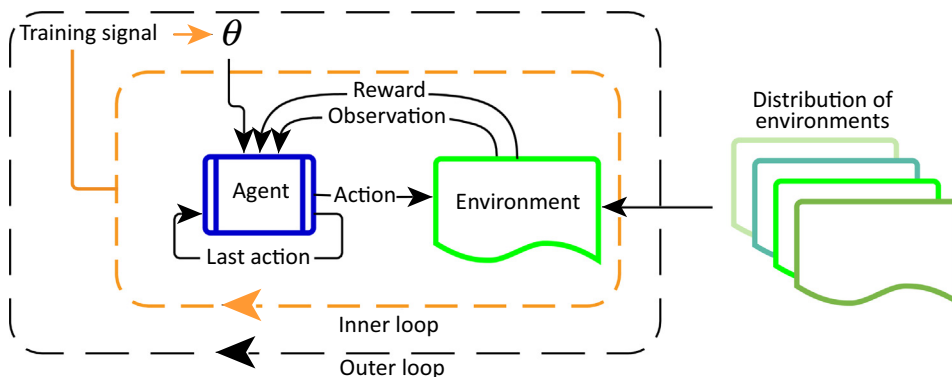 Training signal
θ
Reward
Observation
Distribution of
environments
Agent
Action
Environment
Last action
Inner loop
Outer loop